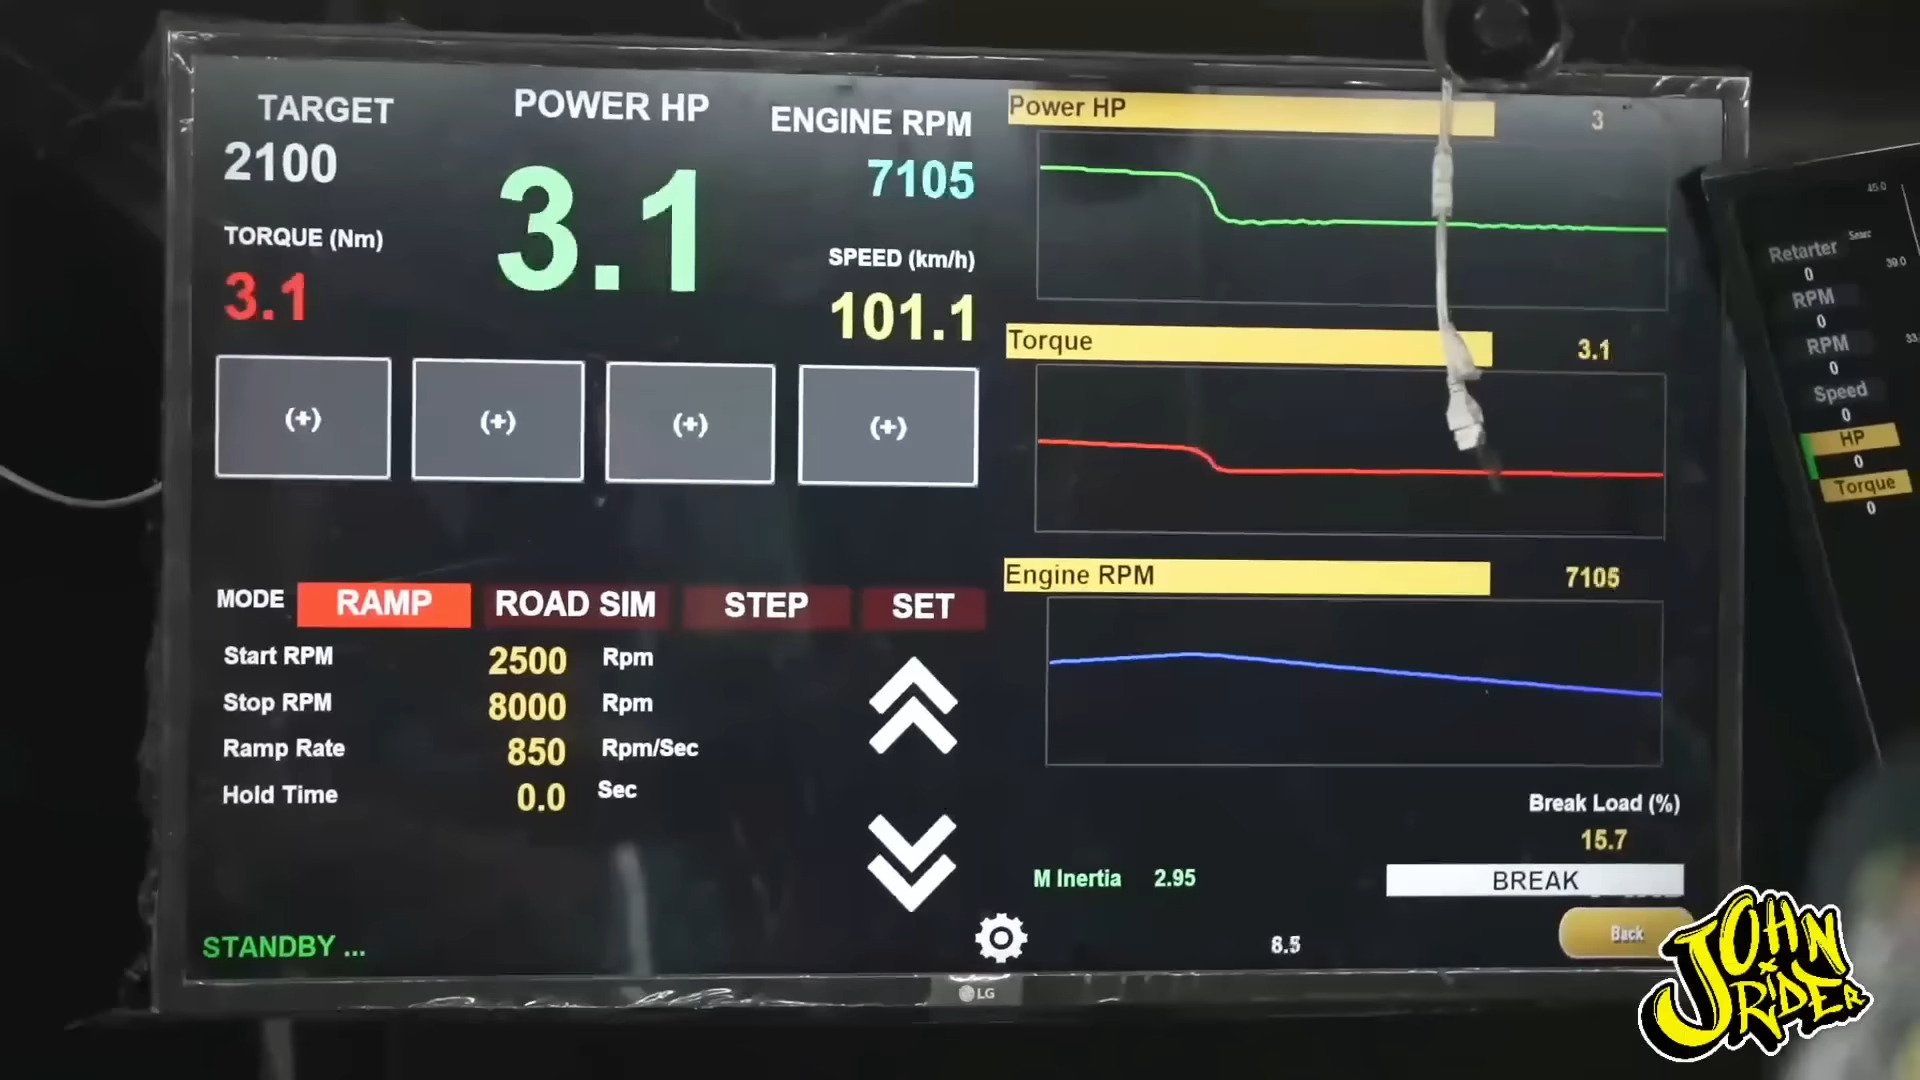 TARGET
2100
POWER HP
3.1
ENGINE RPM
7105
TORQUE (Nm)
3.1
SPEED (km/h)
101.1
(+) (+) (+) (+)
MODE RAMP ROAD SIM STEP SET
Start RPM 2500 Rpm
Stop RPM 8000 Rpm
Ramp Rate 850 Rpm/Sec
Hold Time 0.0 Sec
STANDBY ...
Power HP 3
Torque 3.1
Engine RPM 7105
Break Load (%)
15.7
M Inertia 2.95
BREAK
8.5
Back
LG
45.0
Retarter
0
39.0
RPM
0
RPM
0
Speed
0
HP
0
Torque
0
JOHN
RIDER